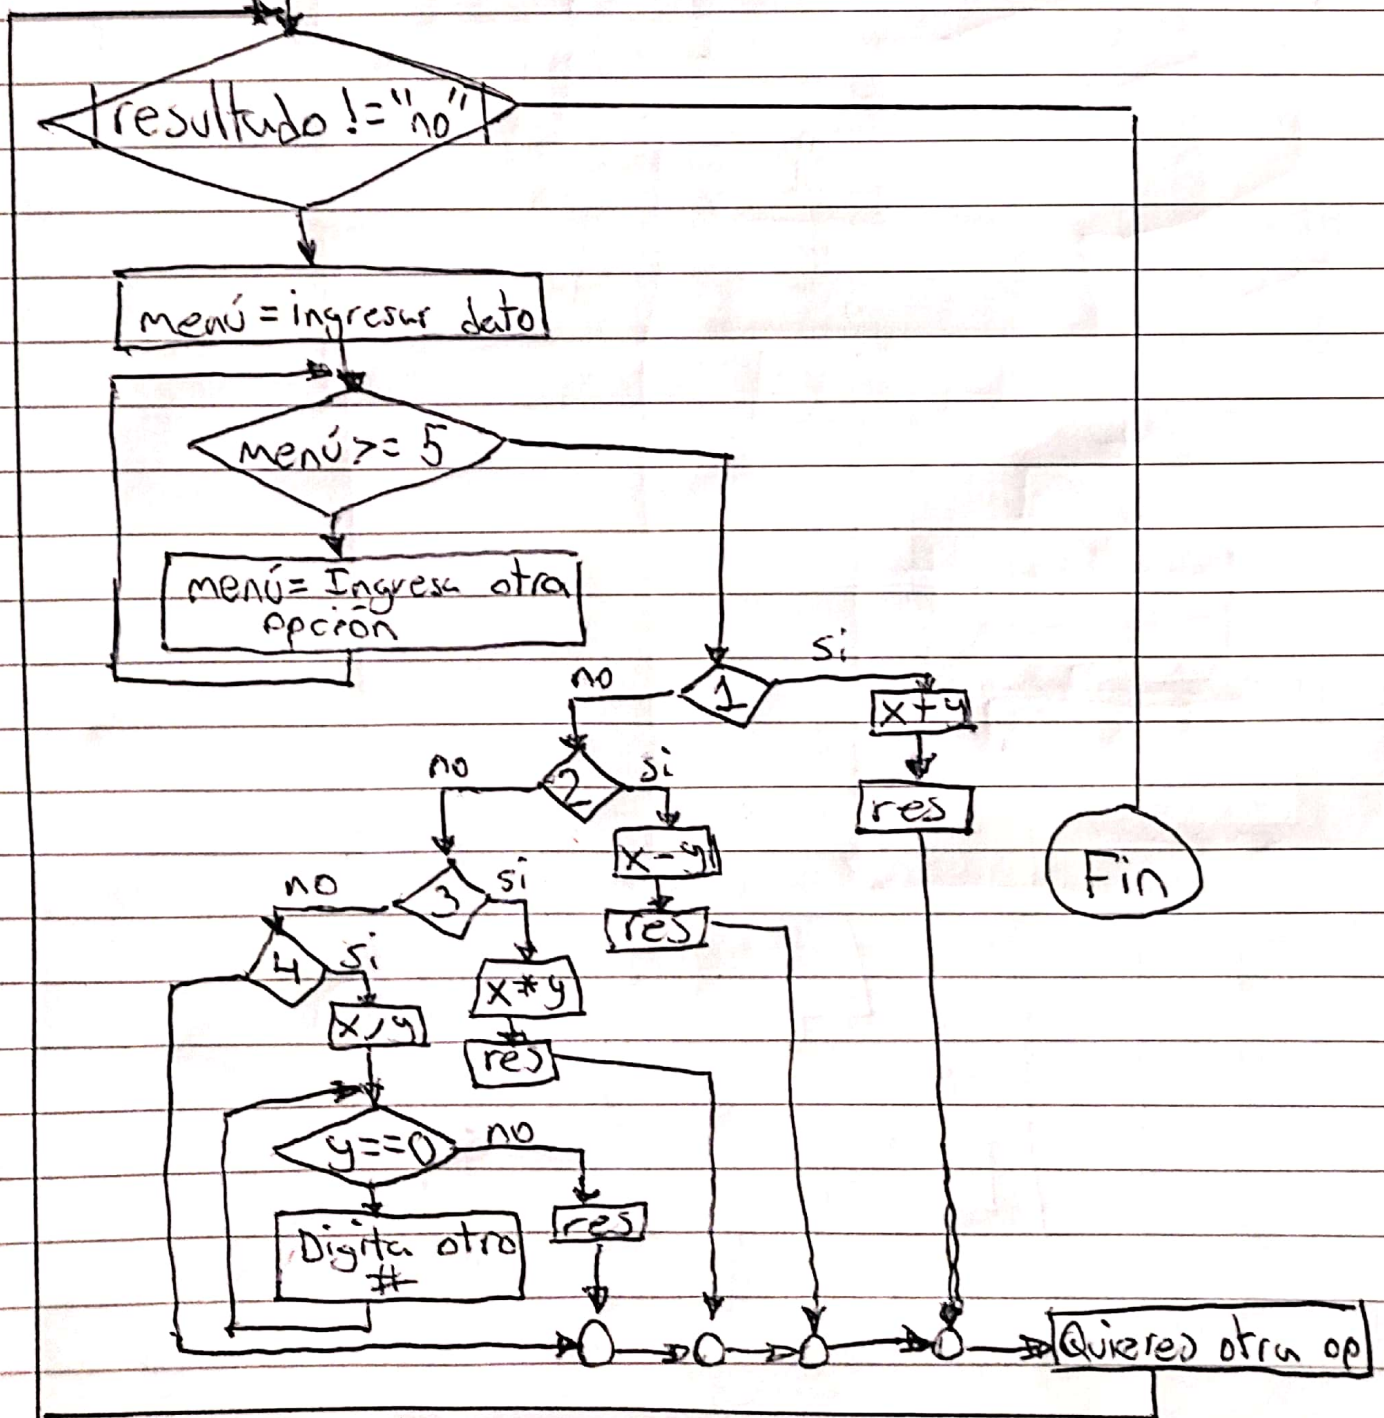 resultado != "no"
menú = ingresar dato
menú >= 5
menú = Ingresa otra
opción
si
no
1
x + y
no
2
si
res
x - y
Fin
no
3
si
res
4
si
x * y
x / y
res
y == 0
no
res
Digita otro
#
Quieres otra op